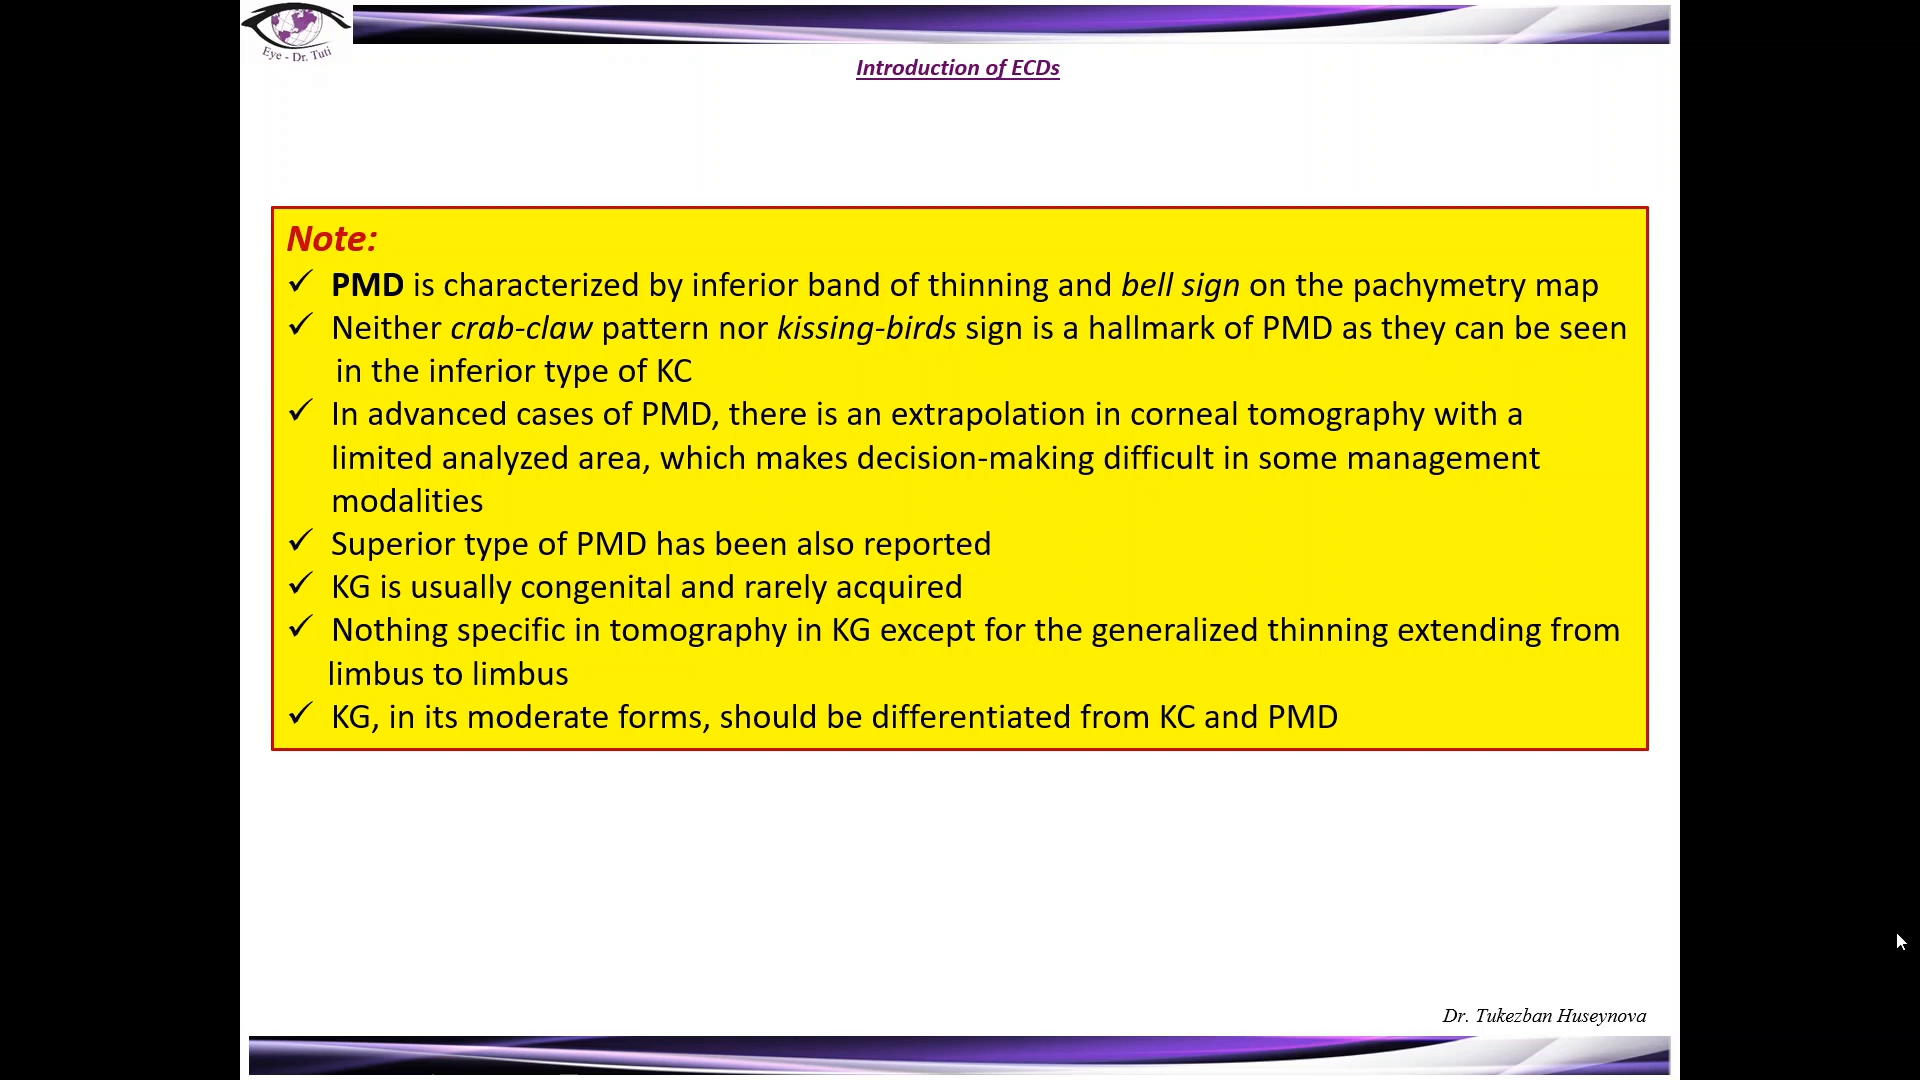 Eye - Dr. Tuti
Introduction of ECDs
Note:
✓ PMD is characterized by inferior band of thinning and bell sign on the pachymetry map
✓ Neither crab-claw pattern nor kissing-birds sign is a hallmark of PMD as they can be seen
in the inferior type of KC
✓ In advanced cases of PMD, there is an extrapolation in corneal tomography with a
limited analyzed area, which makes decision-making difficult in some management
modalities
✓ Superior type of PMD has been also reported
✓ KG is usually congenital and rarely acquired
✓ Nothing specific in tomography in KG except for the generalized thinning extending from
limbus to limbus
✓ KG, in its moderate forms, should be differentiated from KC and PMD
Dr. Tukezban Huseynova